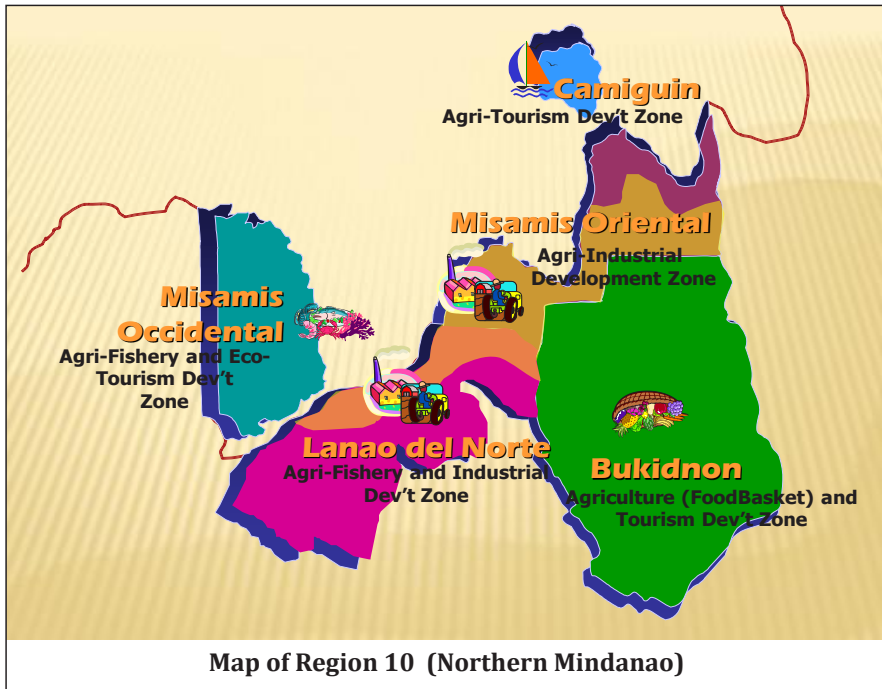 Camiguin
Agri-Tourism Dev't Zone
Misamis Oriental
Agri-Industrial
Development Zone
Misamis
Occidental
Agri-Fishery and Eco-
Tourism Dev't
Zone
Lanao del Norte
Agri-Fishery and Industrial
Dev't Zone
Bukidnon
Agriculture (FoodBasket) and
Tourism Dev't Zone
Map of Region 10 (Northern Mindanao)